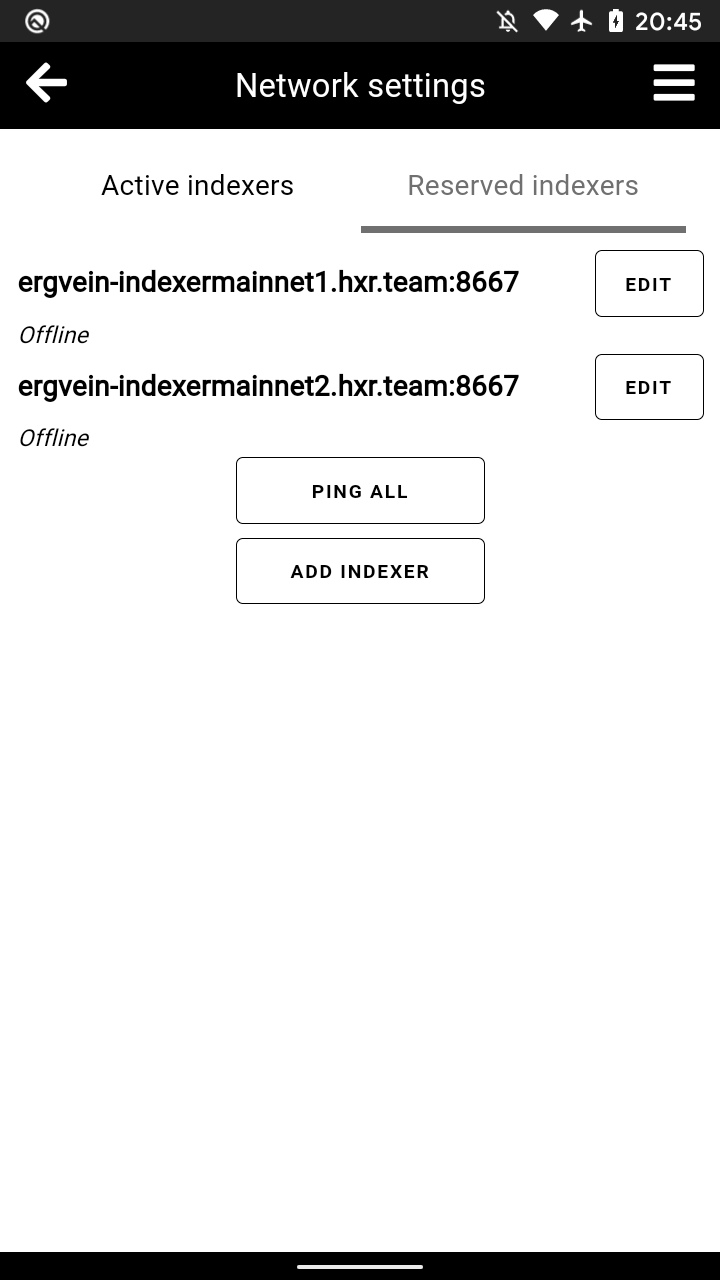 20:45
Network settings
Active indexers
Reserved indexers
ergvein-indexermainnet1.hxr.team:8667
EDIT
Offline
ergvein-indexermainnet2.hxr.team:8667
EDIT
Offline
PING ALL
ADD INDEXER